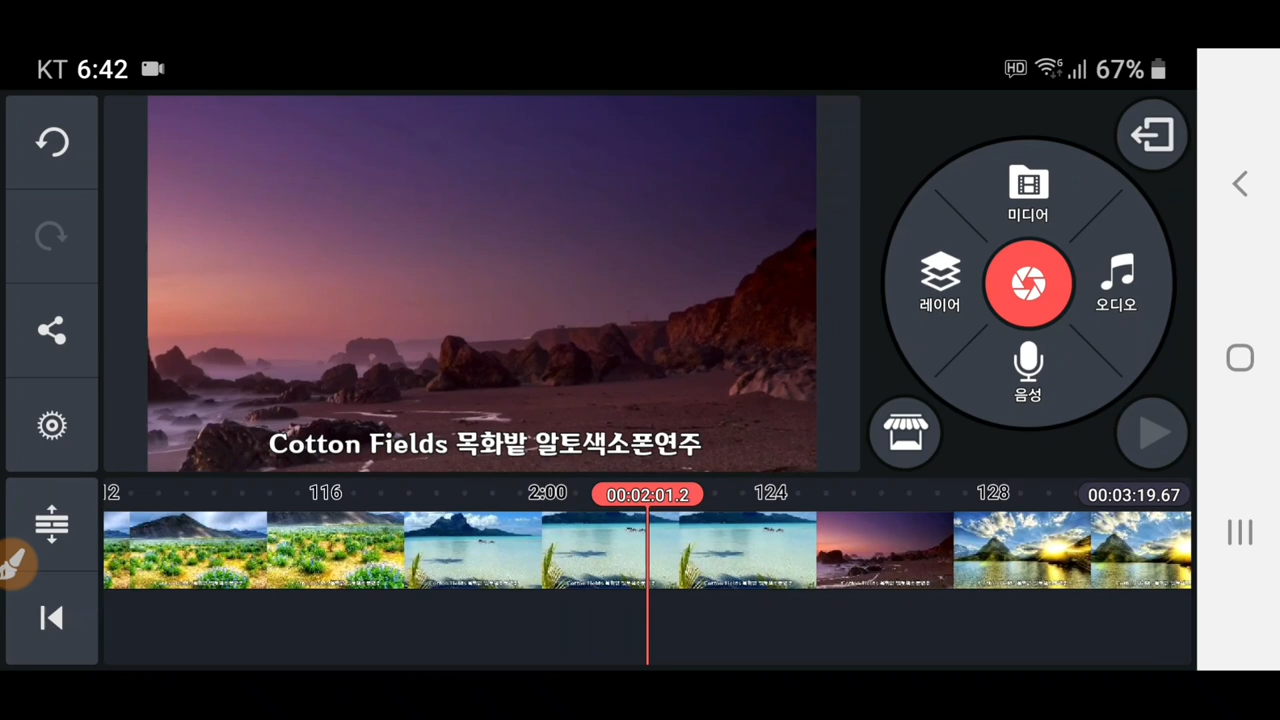 KT 6:42
HD
67%
미디어
레이어
오디오
음성
Cotton Fields 목화밭 알토색소폰연주
12
116
2:00
00:02:01.2
124
128
00:03:19.67